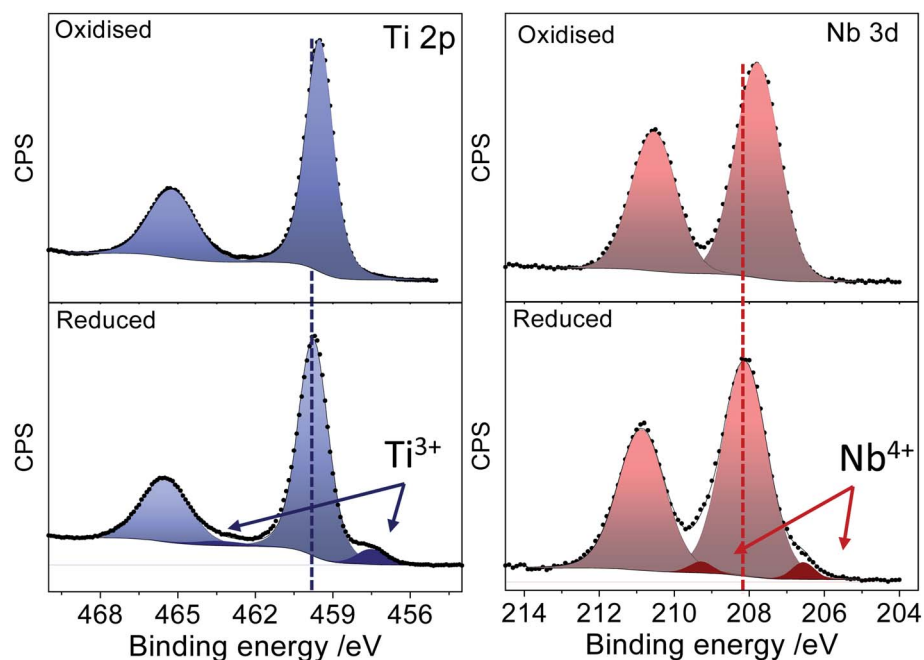 Oxidised
Ti 2p
CPS
Oxidised
Nb 3d
CPS
Reduced
Ti³⁺
CPS
468 465 462 459 456
Binding energy /eV
Reduced
Nb⁴⁺
CPS
214 212 210 208 206 204
Binding energy /eV